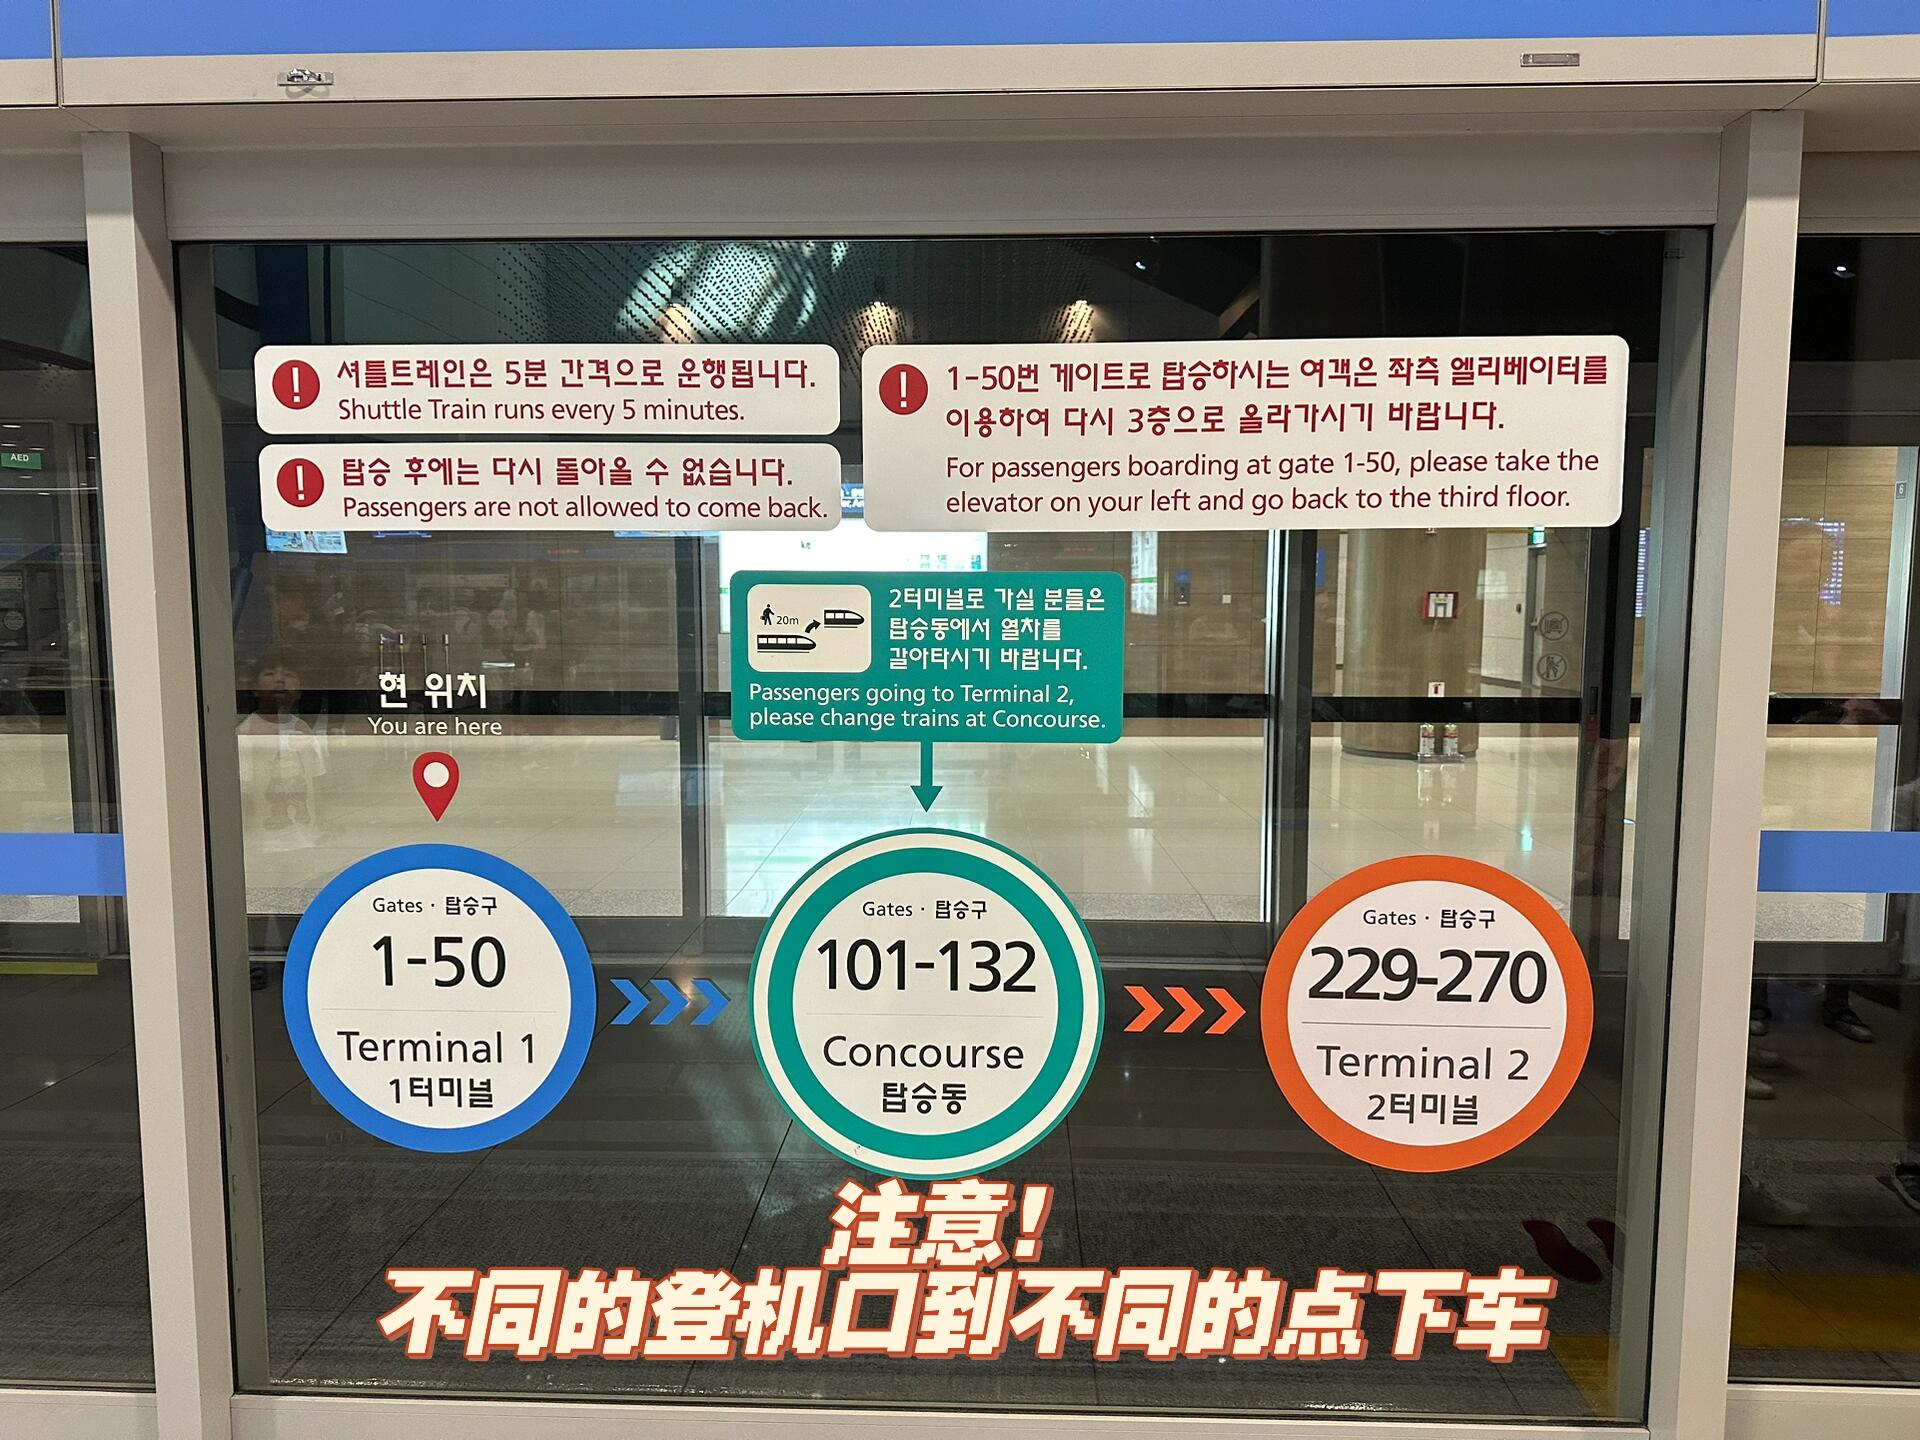 셔틀트레인은 5분 간격으로 운행됩니다.
Shuttle Train runs every 5 minutes.
탑승 후에는 다시 돌아올 수 없습니다.
Passengers are not allowed to come back.
1-50번 게이트로 탑승하시는 여객은 좌측 엘리베이터를
이용하여 다시 3층으로 올라가시기 바랍니다.
For passengers boarding at gate 1-50, please take the
elevator on your left and go back to the third floor.
AED
20m
2터미널로 가실 분들은
탑승동에서 열차를
갈아타시기 바랍니다.
Passengers going to Terminal 2,
please change trains at Concourse.
현 위치
You are here
Gates · 탑승구
1-50
Terminal 1
1터미널
Gates · 탑승구
101-132
Concourse
탑승동
Gates · 탑승구
229-270
Terminal 2
2터미널
注意!
不同的登机口到不同的点下车